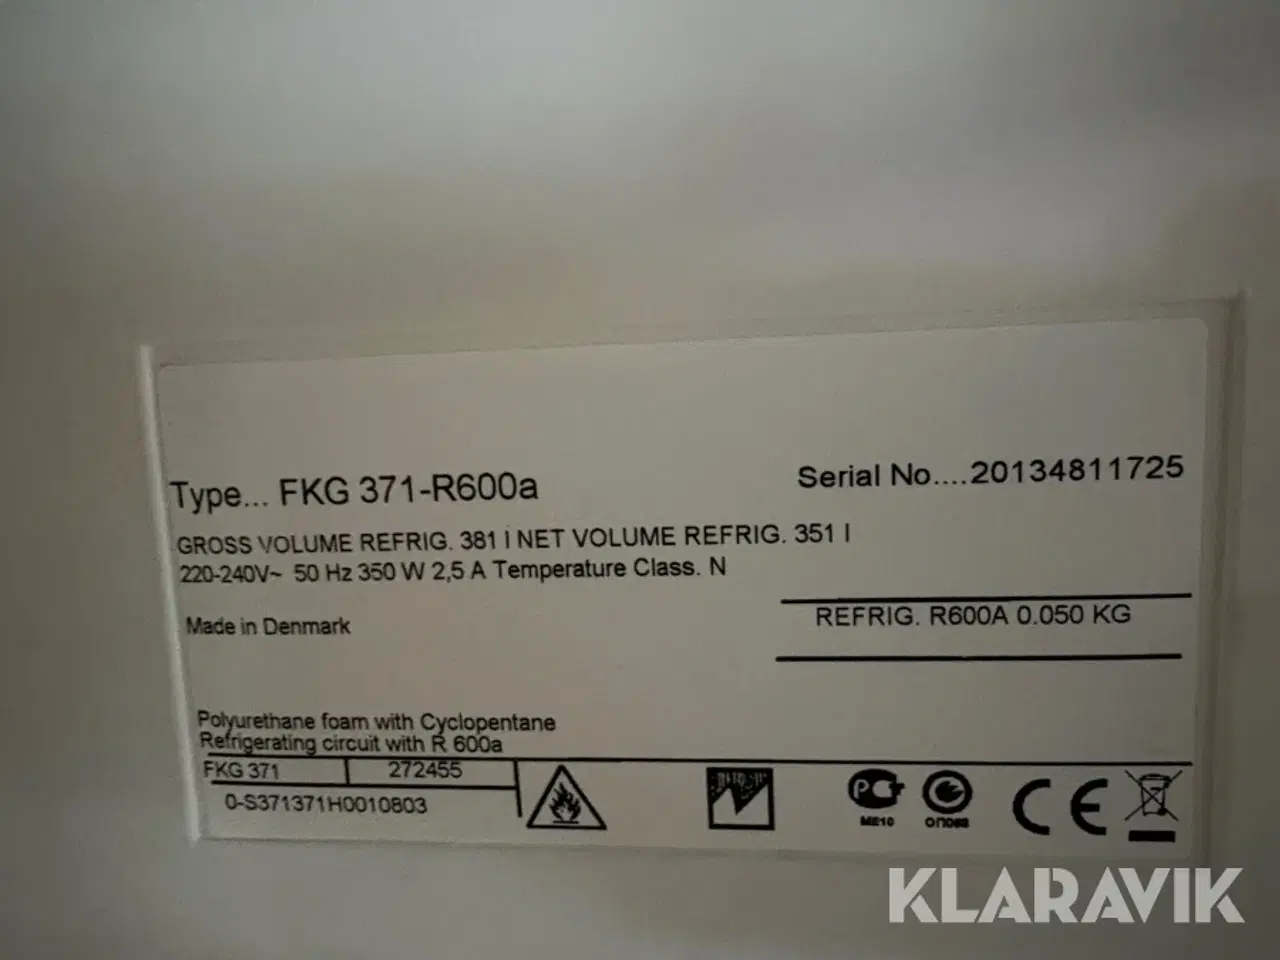 Type... FKG 371-R600a
Serial No....20134811725
GROSS VOLUME REFRIG. 381 l NET VOLUME REFRIG. 351 l
220-240V~ 50 Hz 350 W 2,5 A Temperature Class. N
Made in Denmark
REFRIG. R600A 0.050 KG
Polyurethane foam with Cyclopentane
Refrigerating circuit with R 600a
FKG 371 272455
0-S371371H0010803
ME10
CE
KLARAVIK